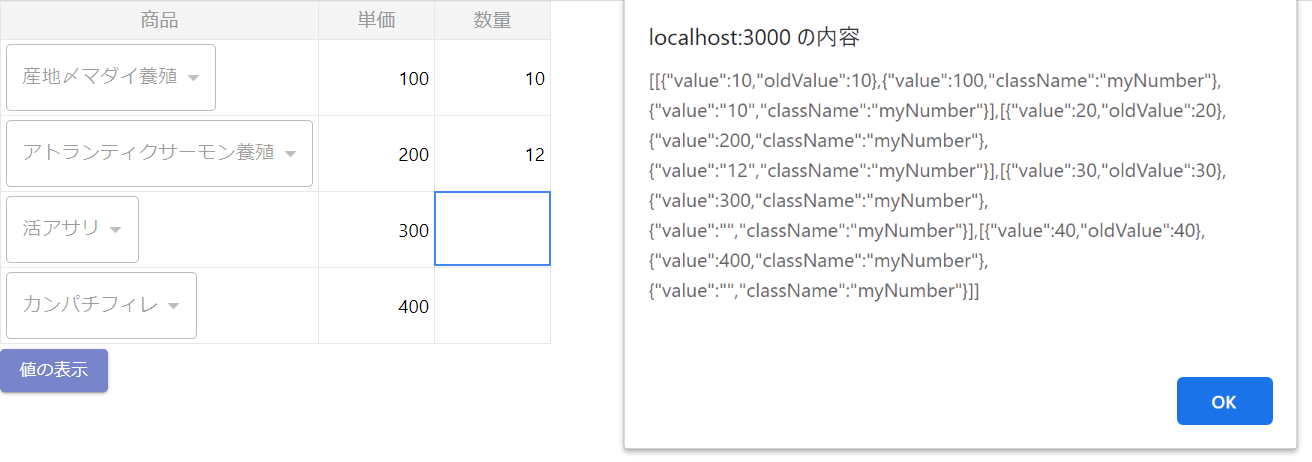 商品 単価 数量
産地〆マダイ養殖 100 10
アトランティクサーモン養殖 200 12
活アサリ 300
カンパチフィレ 400
値の表示
localhost:3000 の内容
[[{"value":10,"oldValue":10},{"value":100,"className":"myNumber"},
{"value":"10","className":"myNumber"}],[{"value":20,"oldValue":20},
{"value":200,"className":"myNumber"},
{"value":"12","className":"myNumber"}],[{"value":30,"oldValue":30},
{"value":300,"className":"myNumber"},
{"value":"","className":"myNumber"}],[{"value":40,"oldValue":40},
{"value":400,"className":"myNumber"},
{"value":"","className":"myNumber"}]]
OK